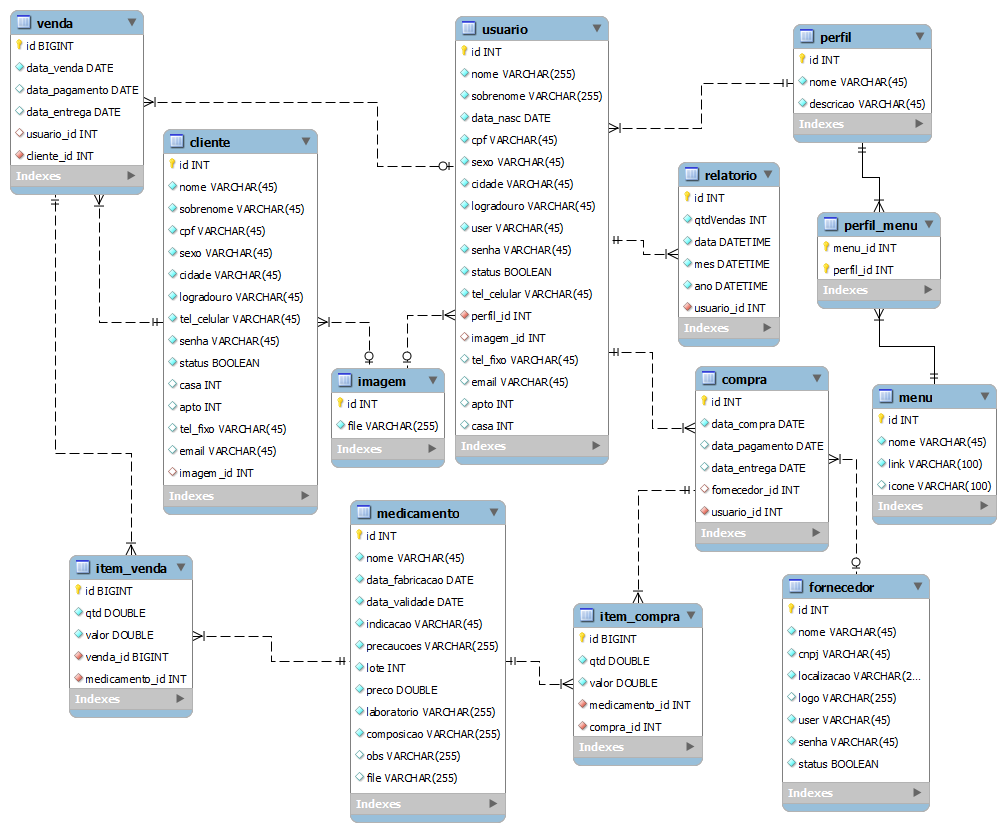 venda
id BIGINT
data_venda DATE
data_pagamento DATE
data_entrega DATE
usuario_id INT
cliente_id INT
Indexes
cliente
id INT
nome VARCHAR(45)
sobrenome VARCHAR(45)
cpf VARCHAR(45)
sexo VARCHAR(45)
cidade VARCHAR(45)
logradouro VARCHAR(45)
tel_celular VARCHAR(45)
senha VARCHAR(45)
status BOOLEAN
casa INT
apto INT
tel_fixo VARCHAR(45)
email VARCHAR(45)
imagem_id INT
Indexes
usuario
id INT
nome VARCHAR(255)
sobrenome VARCHAR(255)
data_nasc DATE
cpf VARCHAR(45)
sexo VARCHAR(45)
cidade VARCHAR(45)
logradouro VARCHAR(45)
user VARCHAR(45)
senha VARCHAR(45)
status BOOLEAN
tel_celular VARCHAR(45)
perfil_id INT
imagem_id INT
tel_fixo VARCHAR(45)
email VARCHAR(45)
apto INT
casa INT
Indexes
perfil
id INT
nome VARCHAR(45)
descricao VARCHAR(45)
Indexes
relatorio
id INT
qtdVendas INT
data DATETIME
mes DATETIME
ano DATETIME
usuario_id INT
Indexes
perfil_menu
menu_id INT
perfil_id INT
Indexes
imagem
id INT
file VARCHAR(255)
Indexes
compra
id INT
data_compra DATE
data_pagamento DATE
data_entrega DATE
fornecedor_id INT
usuario_id INT
Indexes
menu
id INT
nome VARCHAR(45)
link VARCHAR(100)
icone VARCHAR(100)
Indexes
medicamento
id INT
nome VARCHAR(45)
data_fabricacao DATE
data_validade DATE
indicacao VARCHAR(45)
precaucoes VARCHAR(255)
lote INT
preco DOUBLE
laboratorio VARCHAR(255)
composicao VARCHAR(255)
obs VARCHAR(255)
file VARCHAR(255)
Indexes
item_venda
id BIGINT
qtd DOUBLE
valor DOUBLE
venda_id BIGINT
medicamento_id INT
Indexes
item_compra
id BIGINT
qtd DOUBLE
valor DOUBLE
medicamento_id INT
compra_id INT
Indexes
fornecedor
id INT
nome VARCHAR(45)
cnpj VARCHAR(45)
localizacao VARCHAR(2...
logo VARCHAR(255)
user VARCHAR(45)
senha VARCHAR(45)
status BOOLEAN
Indexes